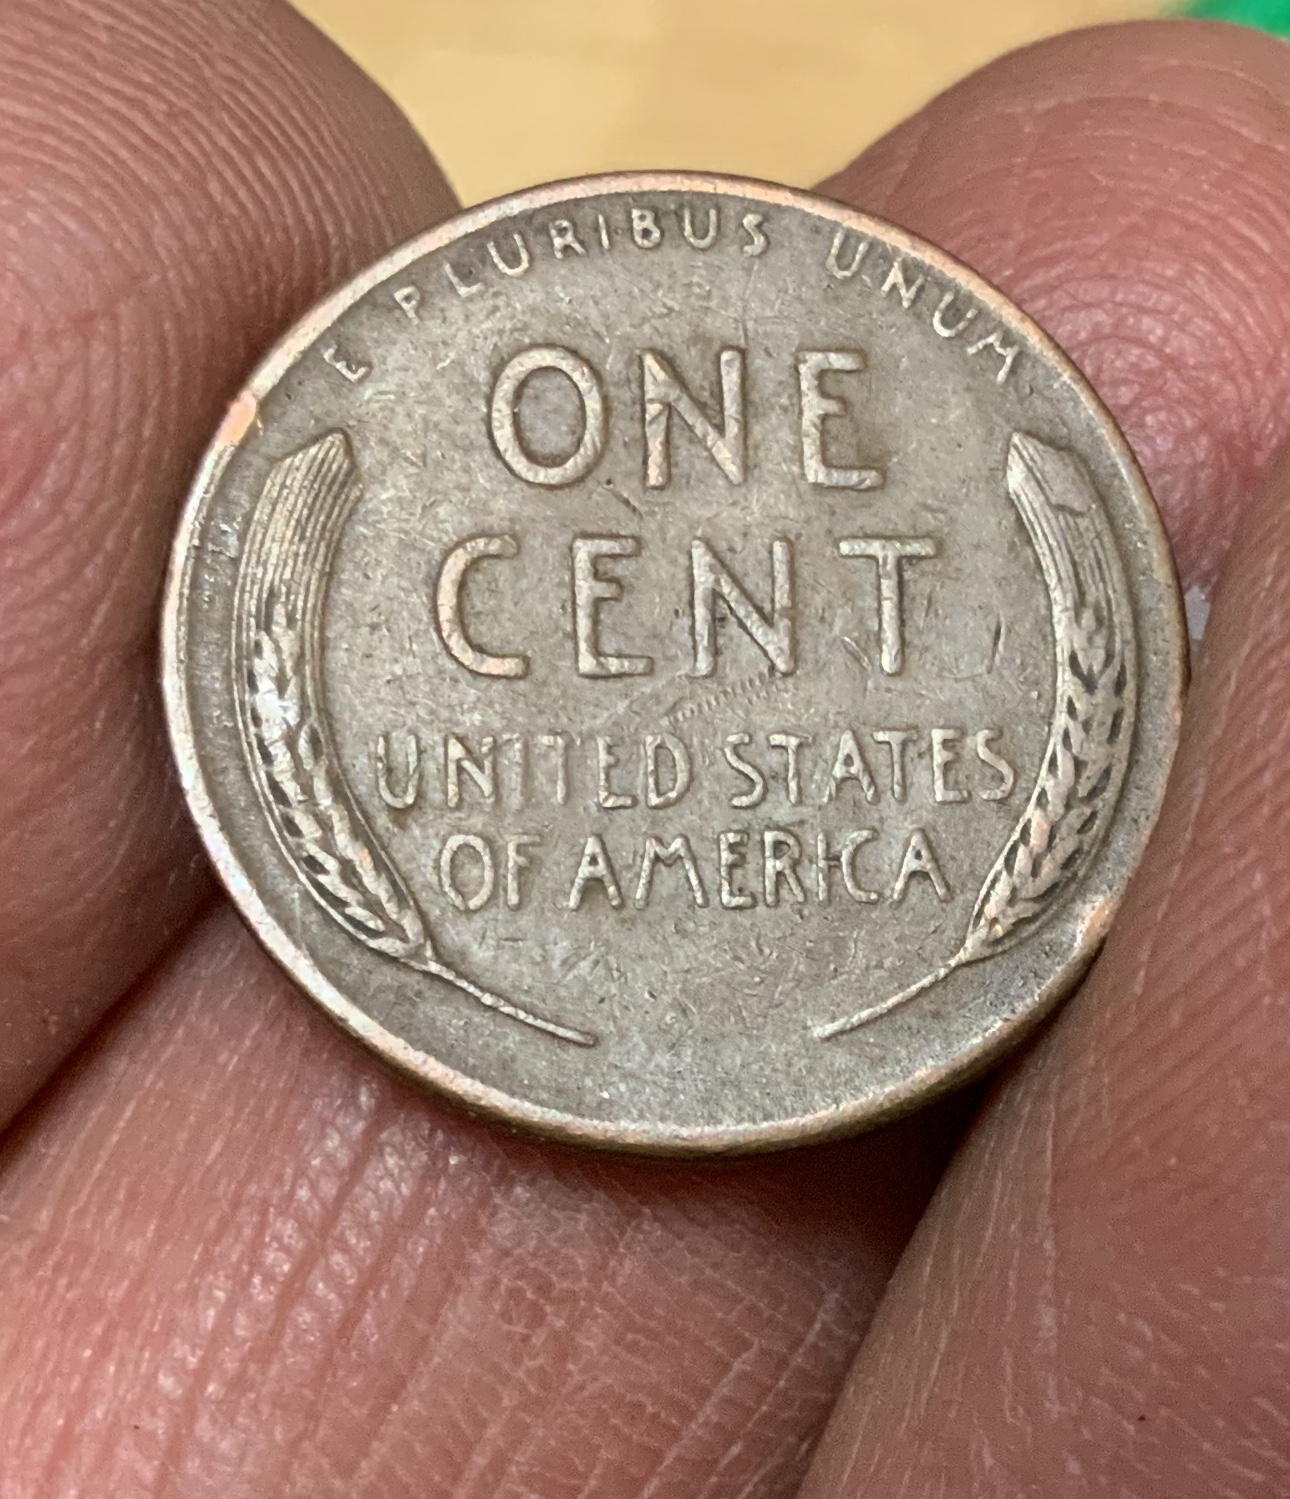 E PLURIBUS UNUM
ONE
CENT
UNITED STATES
OF AMERICA